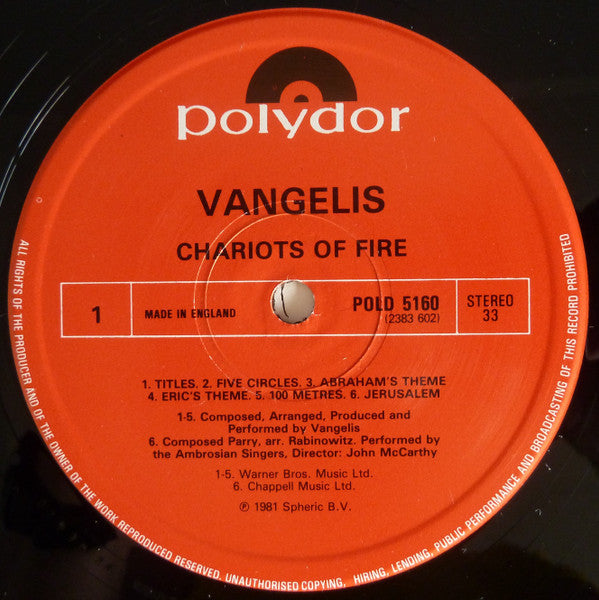 polydor
VANGELIS
CHARIOTS OF FIRE
1
MADE IN ENGLAND
POLD 5160
(2383 602)
STEREO
33
1. TITLES. 2. FIVE CIRCLES. 3. ABRAHAM'S THEME
4. ERIC'S THEME. 5. 100 METRES. 6. JERUSALEM
1-5. Composed, Arranged, Produced and
Performed by Vangelis
6. Composed Parry, arr. Rabinowitz. Performed by
the Ambrosian Singers, Director: John McCarthy
1-5. Warner Bros. Music Ltd.
6. Chappell Music Ltd.
℗ 1981 Spheric B.V.
ALL RIGHTS OF THE PRODUCER AND OF THE OWNER OF THE WORK REPRODUCED RESERVED. UNAUTHORISED COPYING, HIRING, LENDING, PUBLIC PERFORMANCE AND BROADCASTING OF THIS RECORD PROHIBITED